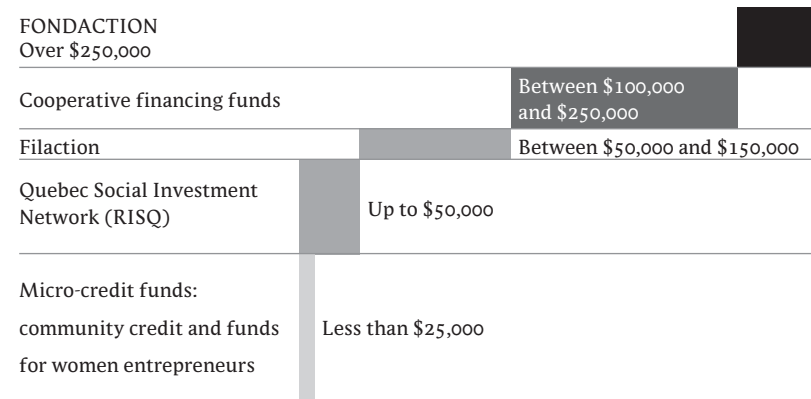 FONDACTION
Over $250,000
Cooperative financing funds
Between $100,000
and $250,000
Filaction
Between $50,000 and $150,000
Quebec Social Investment
Network (RISQ)
Up to $50,000
Micro-credit funds:
community credit and funds
for women entrepreneurs
Less than $25,000